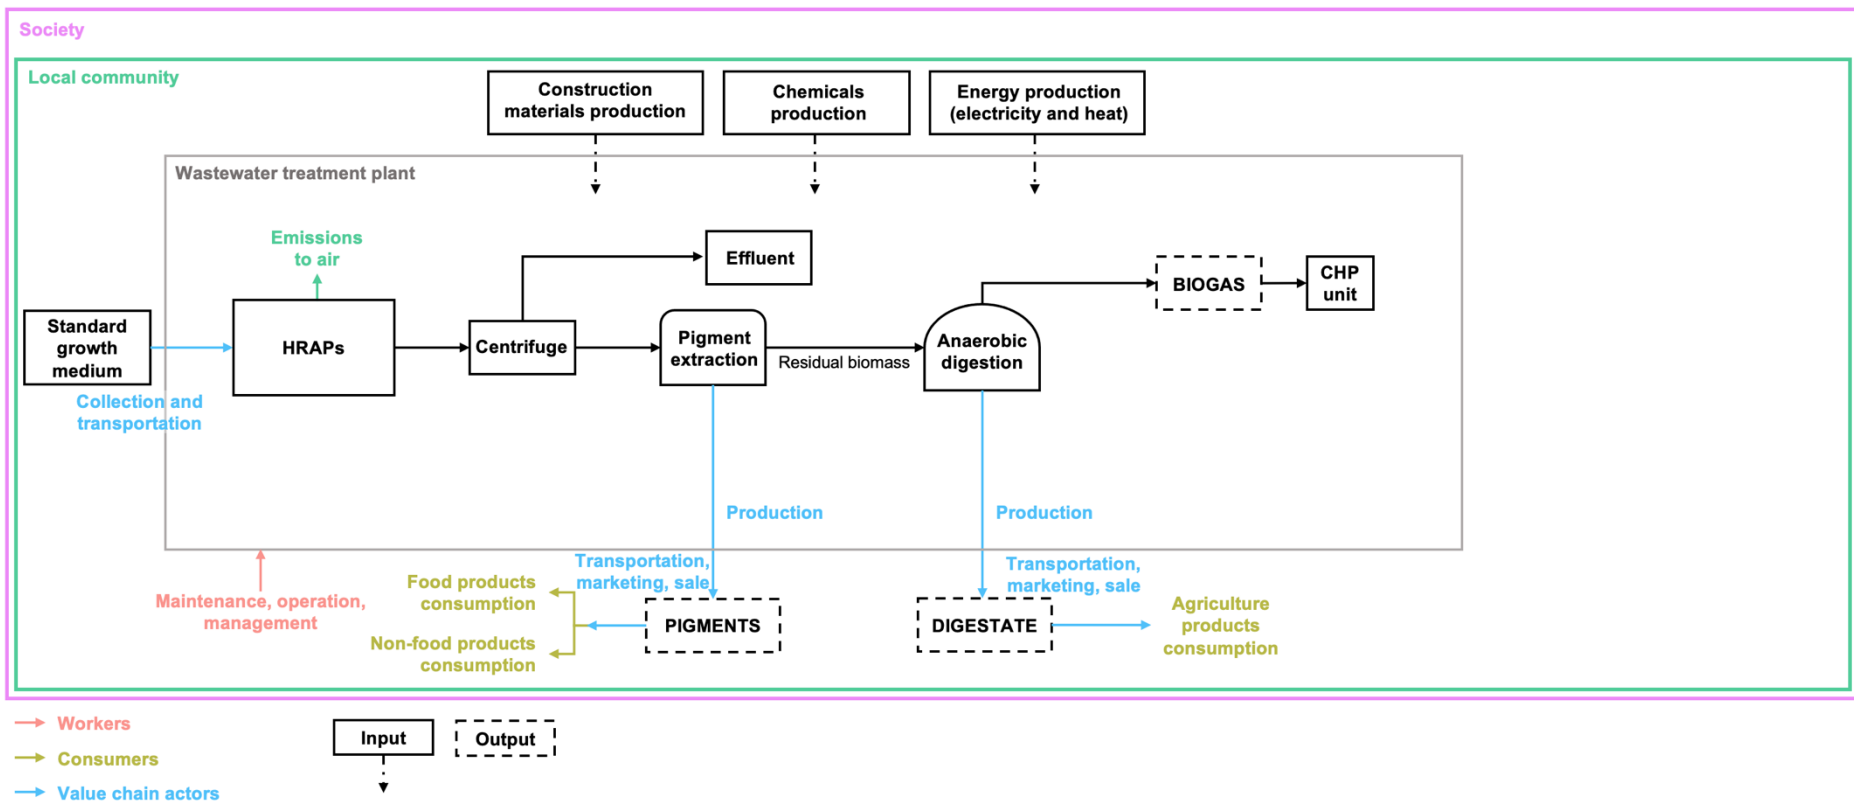 Society
Local community
Construction
materials production
Chemicals
production
Energy production
(electricity and heat)
Wastewater treatment plant
Emissions
to air
Effluent
BIOGAS
CHP
unit
Standard
growth
medium
HRAPs
Centrifuge
Pigment
extraction
Residual biomass
Anaerobic
digestion
Collection and
transportation
Production
Production
Maintenance, operation,
management
Food products
consumption
Non-food products
consumption
Transportation,
marketing, sale
PIGMENTS
Transportation,
marketing, sale
DIGESTATE
Agriculture
products
consumption
Workers
Consumers
Value chain actors
Input
Output